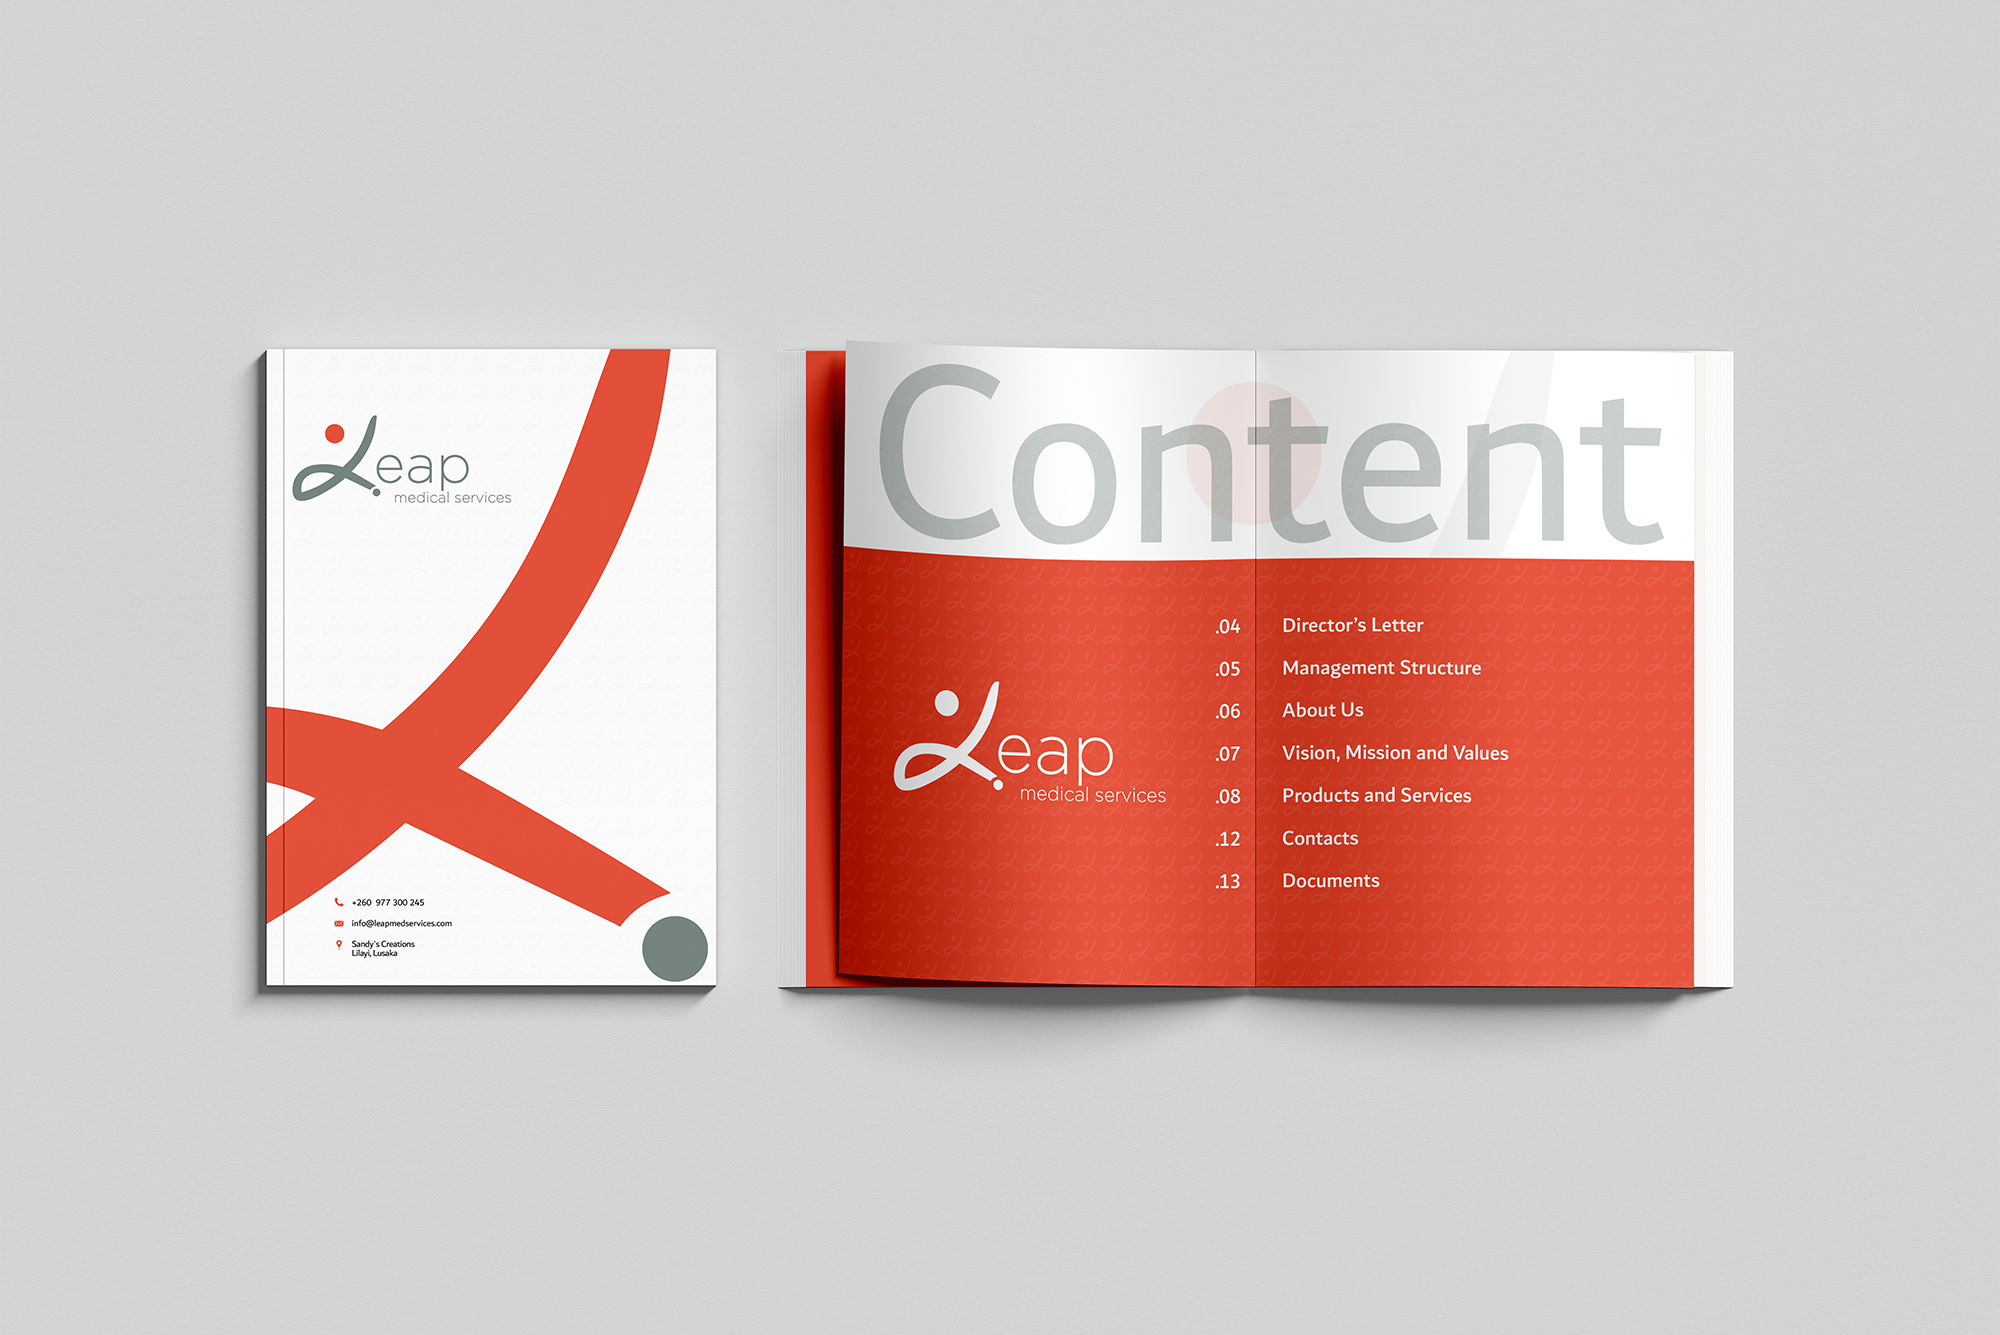 Leap
medical services
+260 977 300 245
info@leapmedservices.com
Sandy`s Creations
Lilayi, Lusaka
Content
Leap
medical services
.04 Director's Letter
.05 Management Structure
.06 About Us
.07 Vision, Mission and Values
.08 Products and Services
.12 Contacts
.13 Documents